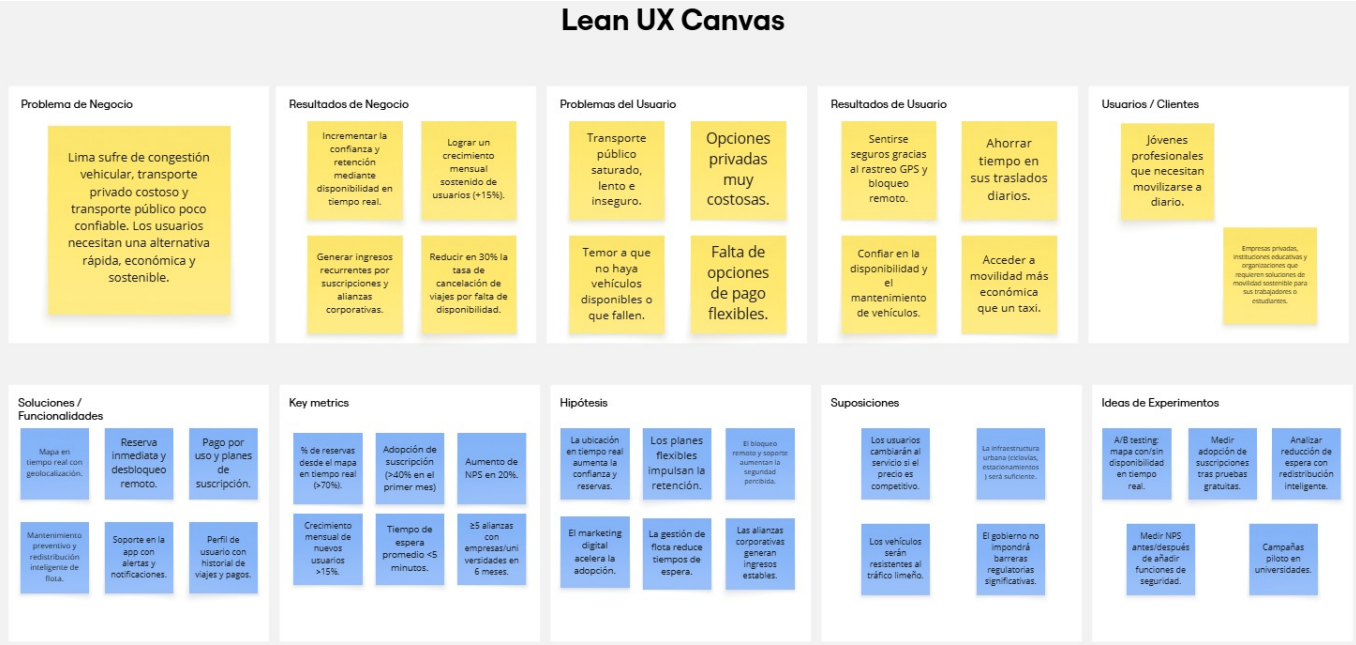 Lean UX Canvas
Problema de Negocio
Lima sufre de congestión
vehicular, transporte
privado costoso y
transporte público poco
confiable. Los usuarios
necesitan una alternativa
rápida, económica y
sostenible.
Resultados de Negocio
Incrementar la
confianza y
retención
mediante
disponibilidad en
tiempo real.
Lograr un
crecimiento
mensual
sostenido de
usuarios (+15%).
Generar ingresos
recurrentes por
suscripciones y
alianzas
corporativas.
Reducir en 30% la
tasa de
cancelación de
viajes por falta de
disponibilidad.
Problemas del Usuario
Transporte
público
saturado,
lento e
inseguro.
Opciones
privadas
muy
costosas.
Temor a que
no haya
vehículos
disponibles o
que fallen.
Falta de
opciones
de pago
flexibles.
Resultados de Usuario
Sentirse
seguros gracias
al rastreo GPS y
bloqueo
remoto.
Ahorrar
tiempo en
sus traslados
diarios.
Confiar en la
disponibilidad y
el
mantenimiento
de vehículos.
Acceder a
movilidad más
económica
que un taxi.
Usuarios / Clientes
Jóvenes
profesionales
que necesitan
movilizarse a
diario.
Empresas privadas,
instituciones educativas y
organizaciones que
requieren soluciones de
movilidad sostenible para
sus trabajadores o
estudiantes.
Soluciones /
Funcionalidades
Mapa en
tiempo real con
geolocalización.
Reserva
inmediata y
desbloqueo
remoto.
Pago por
uso y planes
de
suscripción.
Mantenimiento
preventivo y
redistribución
inteligente de
flota.
Soporte en la
app con
alertas y
notificaciones.
Perfil de
usuario con
historial de
viajes y pagos.
Key metrics
% de reservas
desde el mapa
en tiempo real
(>70%).
Adopción de
suscripción
(>40% en el
primer mes)
Aumento de
NPS en 20%.
Crecimiento
mensual de
nuevos
usuarios
>15%.
Tiempo de
espera
promedio <5
minutos.
≥5 alianzas
con
empresas/uni
versidades en
6 meses.
Hipótesis
La ubicación
en tiempo real
aumenta la
confianza y
reservas.
Los planes
flexibles
impulsan la
retención.
El bloqueo
remoto y soporte
aumentan la
seguridad
percibida.
El marketing
digital
acelera la
adopción.
La gestión de
flota reduce
tiempos de
espera.
Las alianzas
corporativas
generan
ingresos
estables.
Suposiciones
Los usuarios
cambiarán al
servicio si el
precio es
competitivo.
La infraestructura
urbana (ciclovías,
estacionamientos
) será suficiente.
Los vehículos
serán
resistentes al
tráfico limeño.
El gobierno no
impondrá
barreras
regulatorias
significativas.
Ideas de Experimentos
A/B testing:
mapa con/sin
disponibilidad
en tiempo
real.
Medir
adopción de
suscripciones
tras pruebas
gratuitas.
Analizar
reducción de
espera con
redistribución
inteligente.
Medir NPS
antes/después
de añadir
funciones de
seguridad.
Campañas
piloto en
universidades.